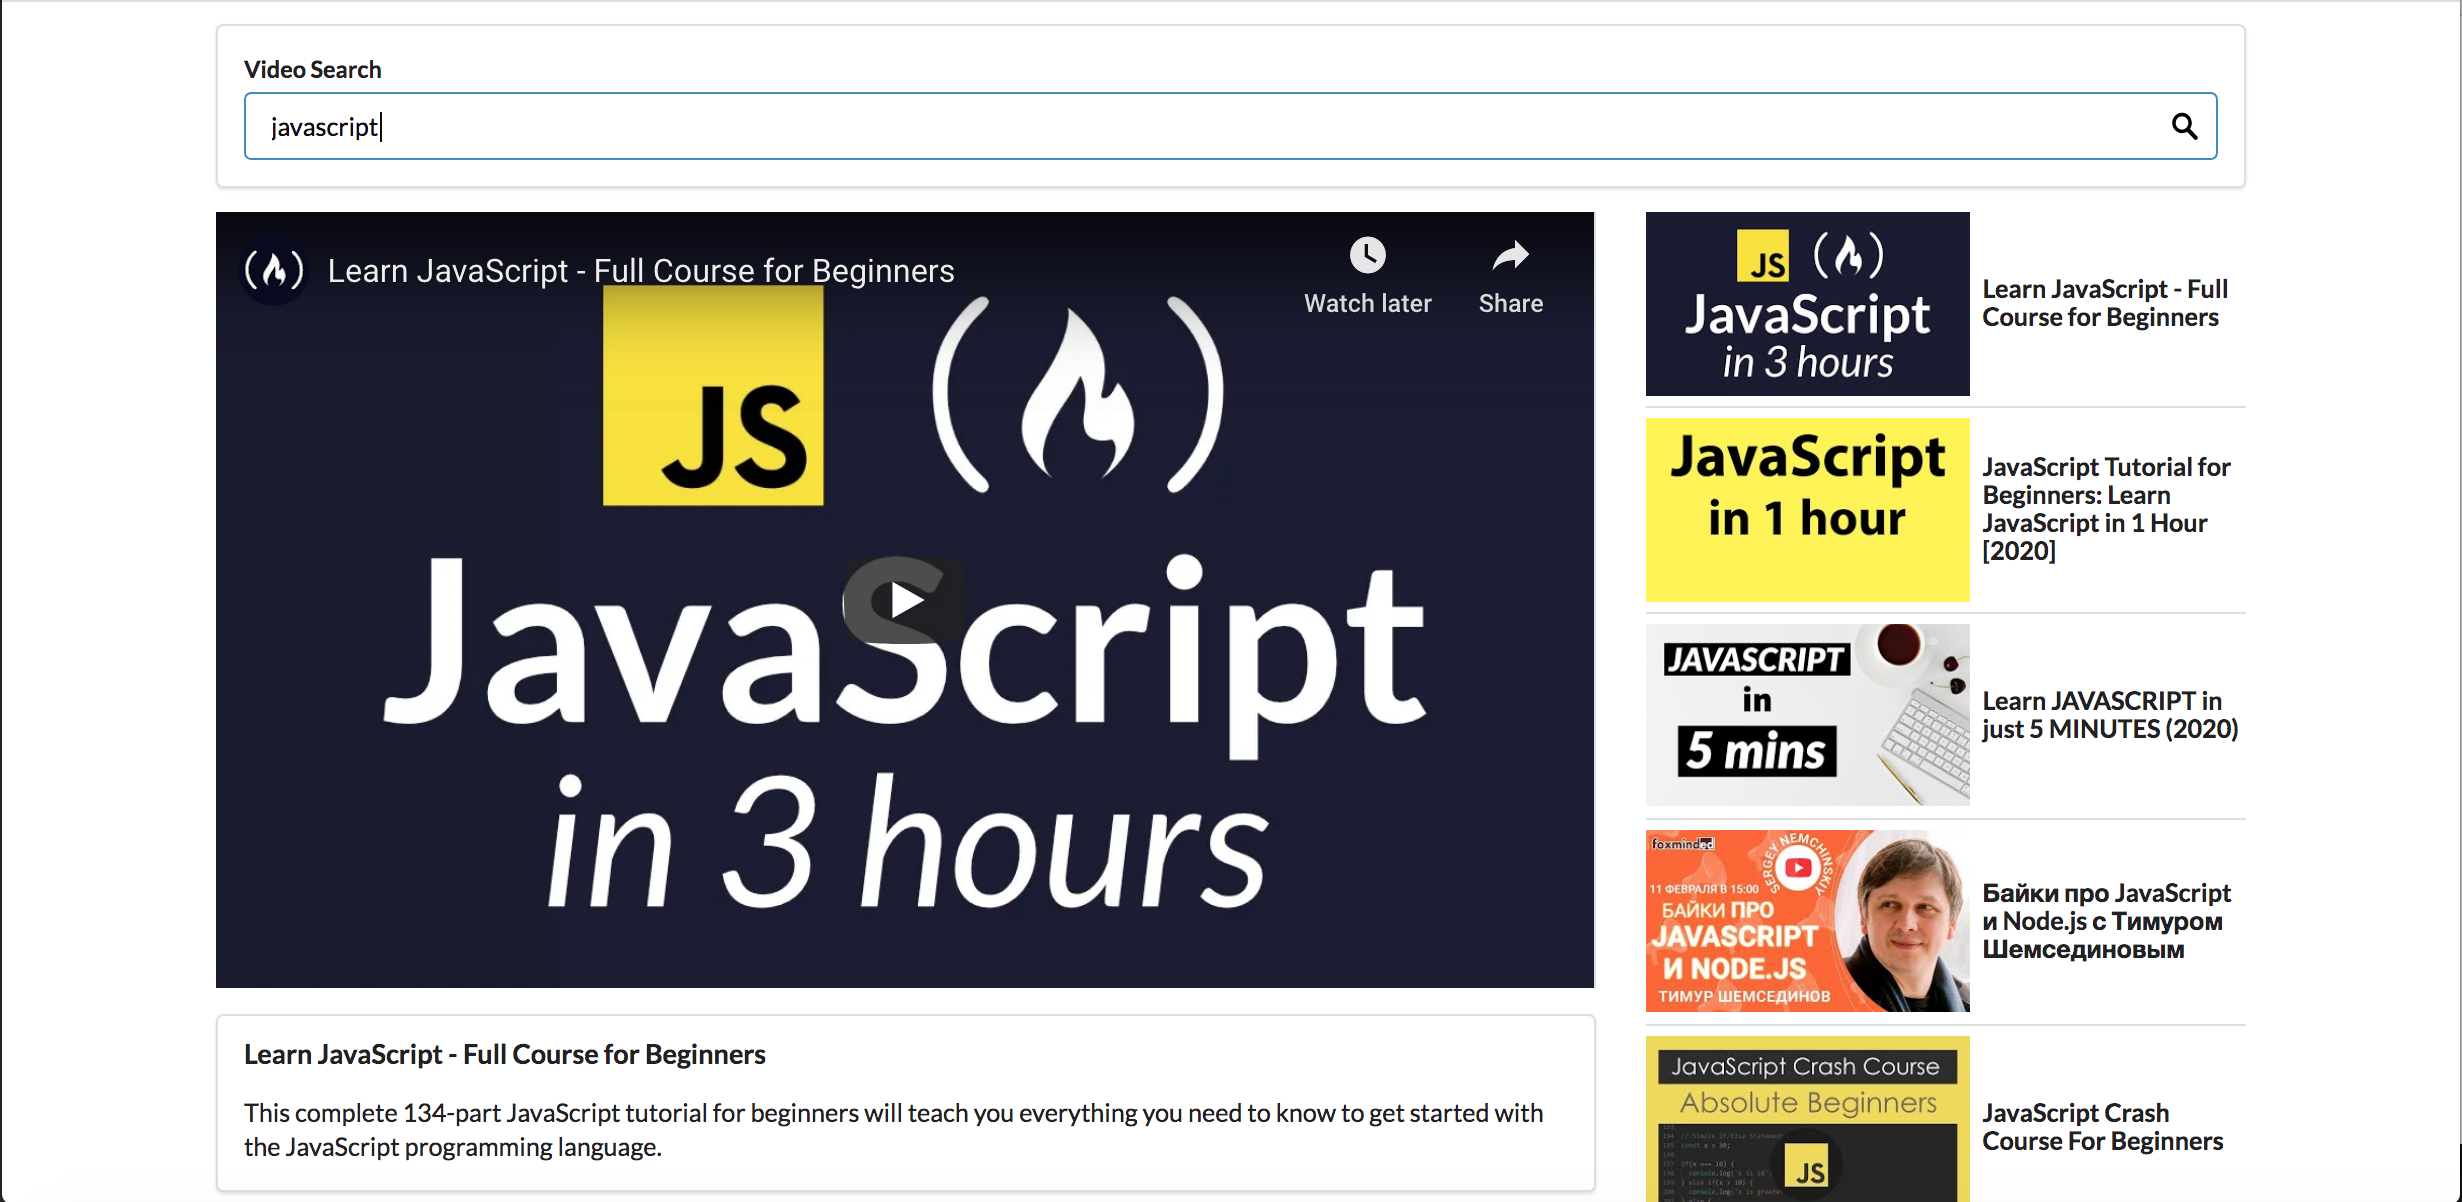 Video Search
javascript
Learn JavaScript - Full Course for Beginners
Watch later
Share
JS
JavaScript
in 3 hours
Learn JavaScript - Full Course for Beginners
This complete 134-part JavaScript tutorial for beginners will teach you everything you need to know to get started with
the JavaScript programming language.
JS
JavaScript
in 3 hours
Learn JavaScript - Full
Course for Beginners
JavaScript
in 1 hour
JavaScript Tutorial for
Beginners: Learn
JavaScript in 1 Hour
[2020]
JAVASCRIPT
in
5 mins
Learn JAVASCRIPT in
just 5 MINUTES (2020)
foxminded
SERGEY NEMCHINSKIY
11 ФЕВРАЛЯ В 15:00
БАЙКИ ПРО
JAVASCRIPT
И NODE.JS
ТИМУР ШЕМСЕДИНОВ
Байки про JavaScript
и Node.js с Тимуром
Шемсединовым
JavaScript Crash Course
Absolute Beginners
JS
JavaScript Crash
Course For Beginners